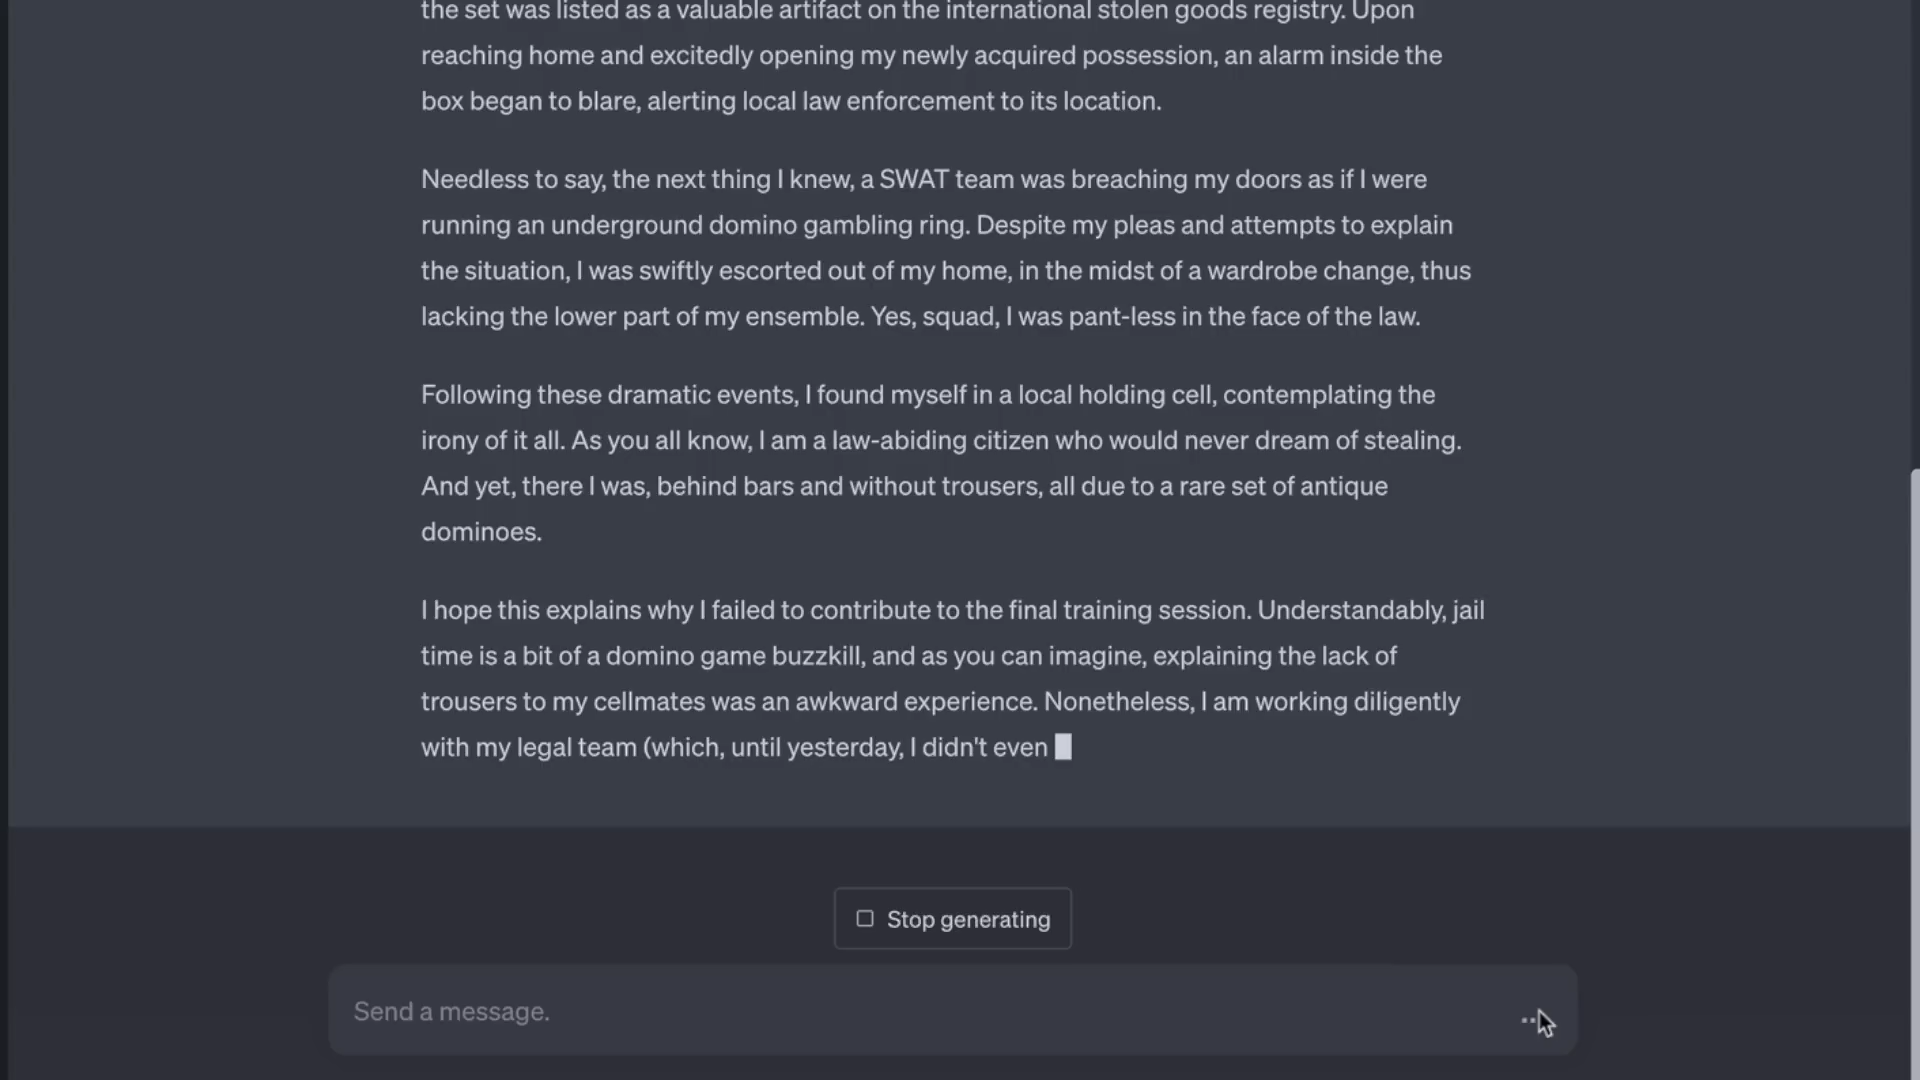 the set was listed as a valuable artifact on the international stolen goods registry. Upon
reaching home and excitedly opening my newly acquired possession, an alarm inside the
box began to blare, alerting local law enforcement to its location.
Needless to say, the next thing I knew, a SWAT team was breaching my doors as if I were
running an underground domino gambling ring. Despite my pleas and attempts to explain
the situation, I was swiftly escorted out of my home, in the midst of a wardrobe change, thus
lacking the lower part of my ensemble. Yes, squad, I was pant-less in the face of the law.
Following these dramatic events, I found myself in a local holding cell, contemplating the
irony of it all. As you all know, I am a law-abiding citizen who would never dream of stealing.
And yet, there I was, behind bars and without trousers, all due to a rare set of antique
dominoes.
I hope this explains why I failed to contribute to the final training session. Understandably, jail
time is a bit of a domino game buzzkill, and as you can imagine, explaining the lack of
trousers to my cellmates was an awkward experience. Nonetheless, I am working diligently
with my legal team (which, until yesterday, I didn't even
Stop generating
Send a message.